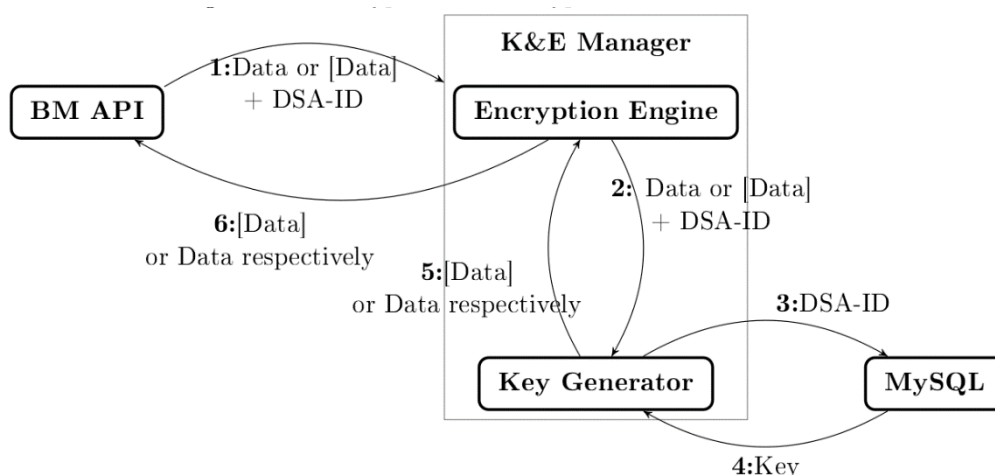 K&E Manager
1:Data or [Data]
+ DSA-ID
BM API
Encryption Engine
2: Data or [Data]
+ DSA-ID
6:[Data]
or Data respectively
5:[Data]
or Data respectively
3:DSA-ID
Key Generator
MySQL
4:Key